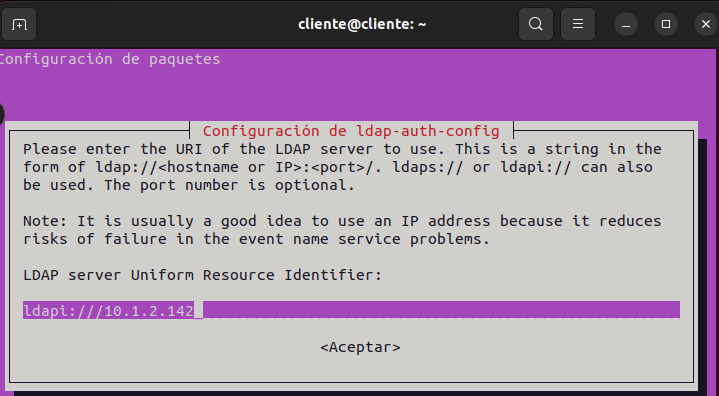 cliente@cliente: ~
Configuración de paquetes
Configuración de ldap-auth-config
Please enter the URI of the LDAP server to use. This is a string in the
form of ldap://<hostname or IP>:<port>/. ldaps:// or ldapi:// can also
be used. The port number is optional.
Note: It is usually a good idea to use an IP address because it reduces
risks of failure in the event name service problems.
LDAP server Uniform Resource Identifier:
ldapi:///10.1.2.142
<Aceptar>